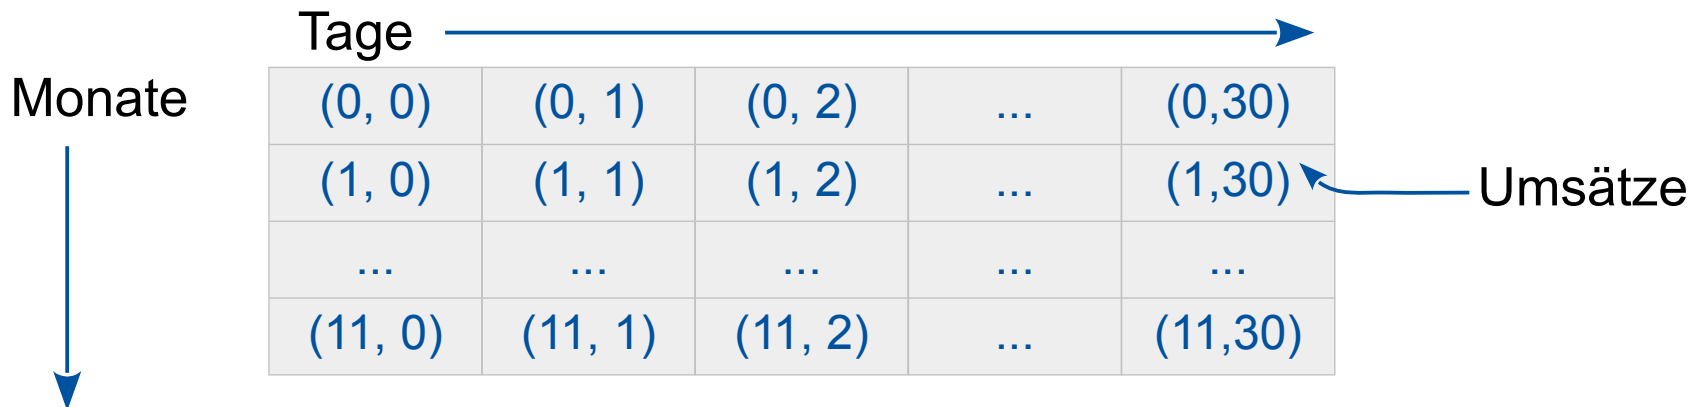 Tage
Monate
(0, 0) (0, 1) (0, 2) ... (0,30)
(1, 0) (1, 1) (1, 2) ... (1,30)
Umsätze
... ... ... ... ...
(11, 0) (11, 1) (11, 2) ... (11,30)